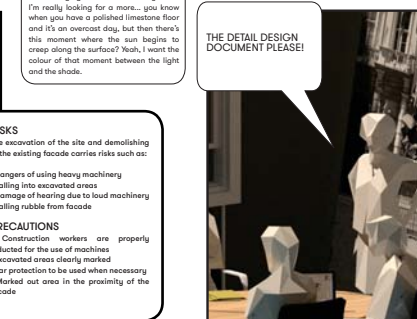 I'm really looking for a more... you know
when you have a polished limestone floor
and it's an overcast day, but then there's
this moment where the sun begins to
creep along the surface? Yeah, I want the
colour of that moment between the light
and the shade.
THE DETAIL DESIGN
DOCUMENT PLEASE!
SKS
e excavation of the site and demolishing
the existing facade carries risks such as:
angers of using heavy machinery
alling into excavated areas
amage of hearing due to loud machinery
alling rubble from facade
RECAUTIONS
Construction workers are properly
ducted for the use of machines
xcavated areas clearly marked
ar protection to be used when necessary
Marked out area in the proximity of the
cade